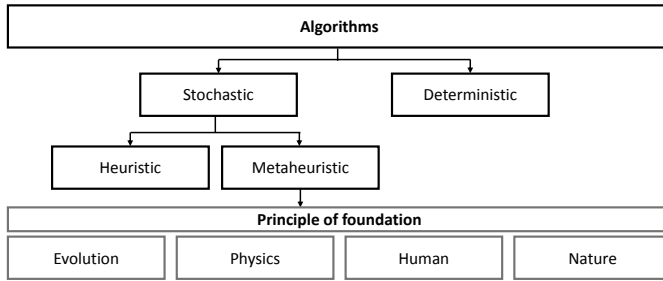 Algorithms
Stochastic
Deterministic
Heuristic
Metaheuristic
Principle of foundation
Evolution
Physics
Human
Nature